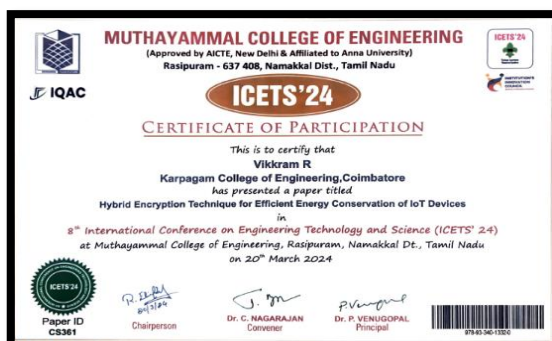 MUTHAYAMMAL COLLEGE OF ENGINEERING
(Approved by AICTE, New Delhi & Affiliated to Anna University)
Rasipuram - 637 408, Namakkal Dist., Tamil Nadu
ICETS'24
IQAC
INSTITUTION'S INNOVATION COUNCIL
ICETS'24
CERTIFICATE OF PARTICIPATION
This is to certify that
Vikkram R
Karpagam College of Engineering,Coimbatore
has presented a paper titled
Hybrid Encryption Technique for Efficient Energy Conservation of IoT Devices
in
8th International Conference on Engineering Technology and Science (ICETS' 24)
at Muthayammal College of Engineering, Rasipuram, Namakkal Dt., Tamil Nadu
on 20th March 2024
ICETS'24
Paper ID
CS361
Chairperson
Dr. C. NAGARAJAN
Convener
Dr. P. VENUGOPAL
Principal